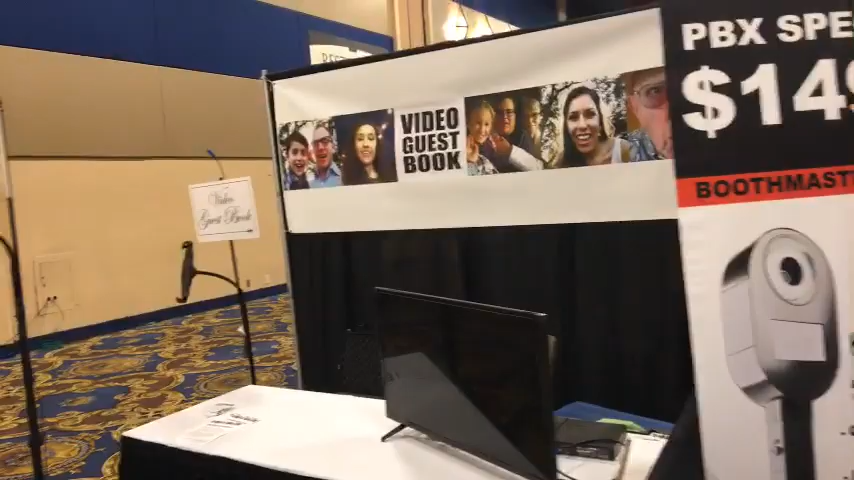 PBX SPE
$149
VIDEO
GUEST
BOOK
Video
Guest Book
BOOTHMAST